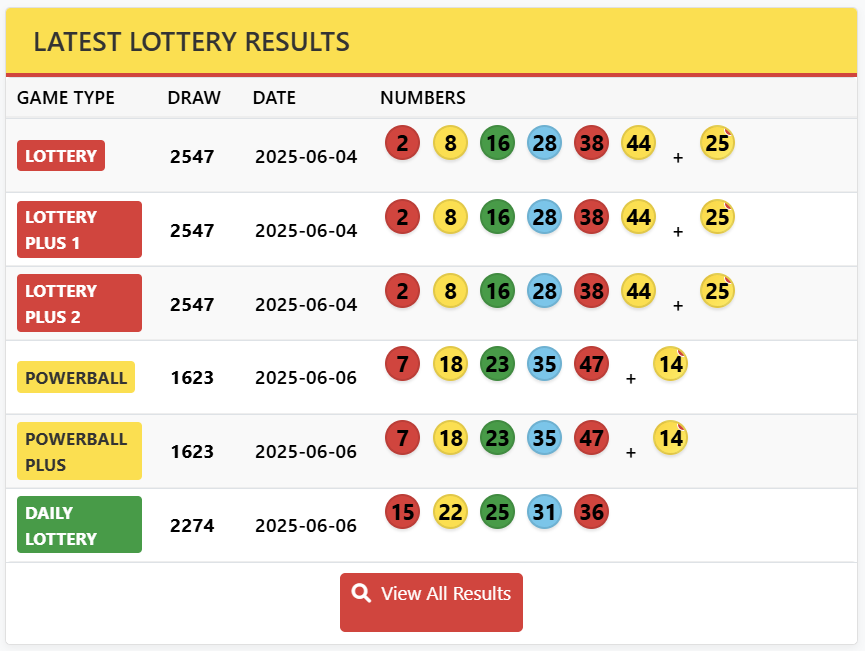 LATEST LOTTERY RESULTS
GAME TYPE DRAW DATE NUMBERS
LOTTERY 2547 2025-06-04 2 8 16 28 38 44 + 25
LOTTERY
PLUS 1 2547 2025-06-04 2 8 16 28 38 44 + 25
LOTTERY
PLUS 2 2547 2025-06-04 2 8 16 28 38 44 + 25
POWERBALL 1623 2025-06-06 7 18 23 35 47 + 14
POWERBALL
PLUS 1623 2025-06-06 7 18 23 35 47 + 14
DAILY
LOTTERY 2274 2025-06-06 15 22 25 31 36
View All Results